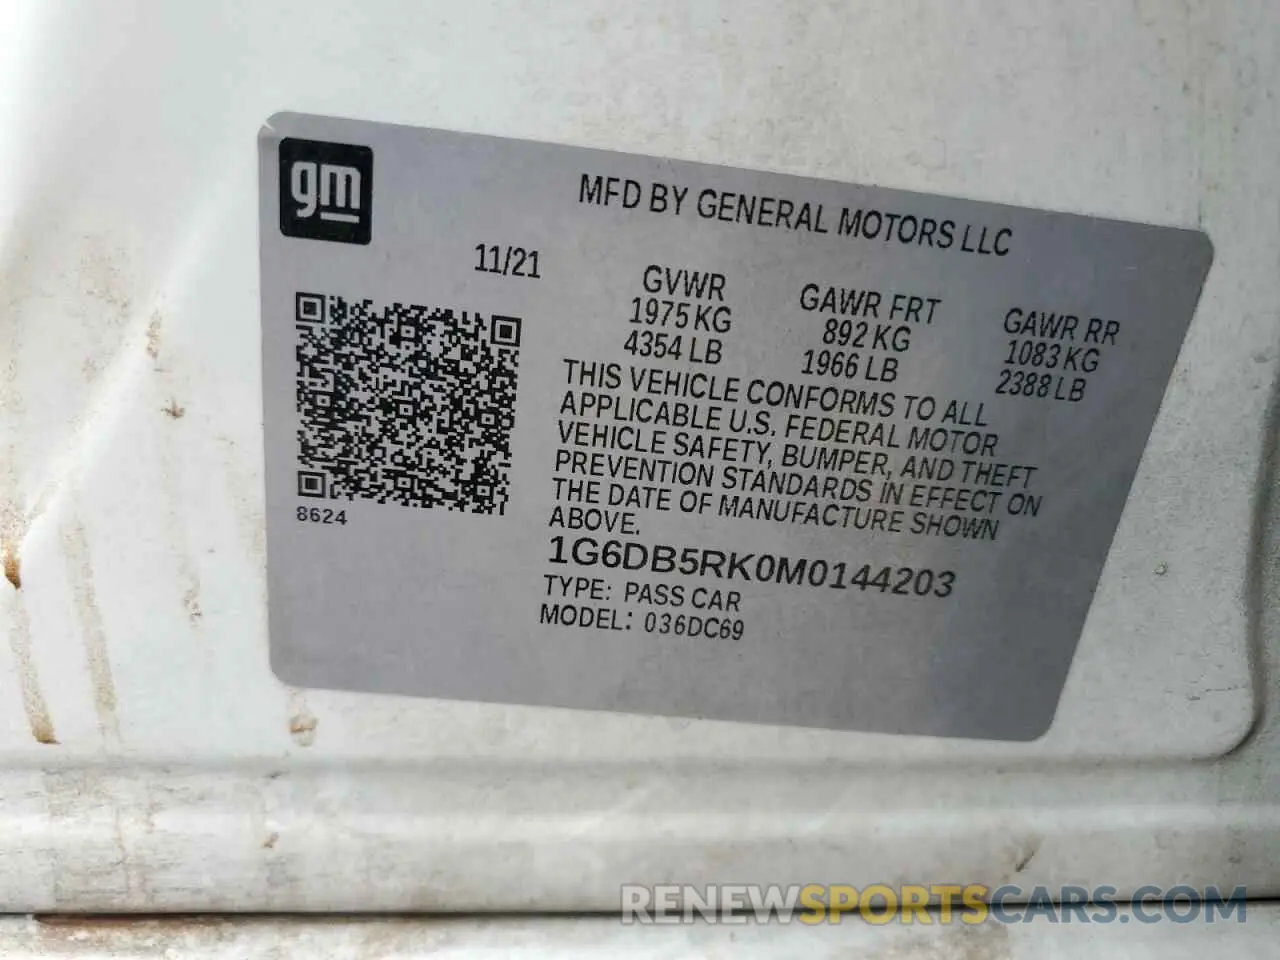 gm
MFD BY GENERAL MOTORS LLC
11/21
GVWR GAWR FRT GAWR RR
1975 KG 892 KG 1083 KG
4354 LB 1966 LB 2388 LB
THIS VEHICLE CONFORMS TO ALL
APPLICABLE U.S. FEDERAL MOTOR
VEHICLE SAFETY, BUMPER, AND THEFT
PREVENTION STANDARDS IN EFFECT ON
THE DATE OF MANUFACTURE SHOWN
ABOVE.
8624
1G6DB5RK0M0144203
TYPE: PASS CAR
MODEL: 036DC69
RENEWSPORTSCARS.COM